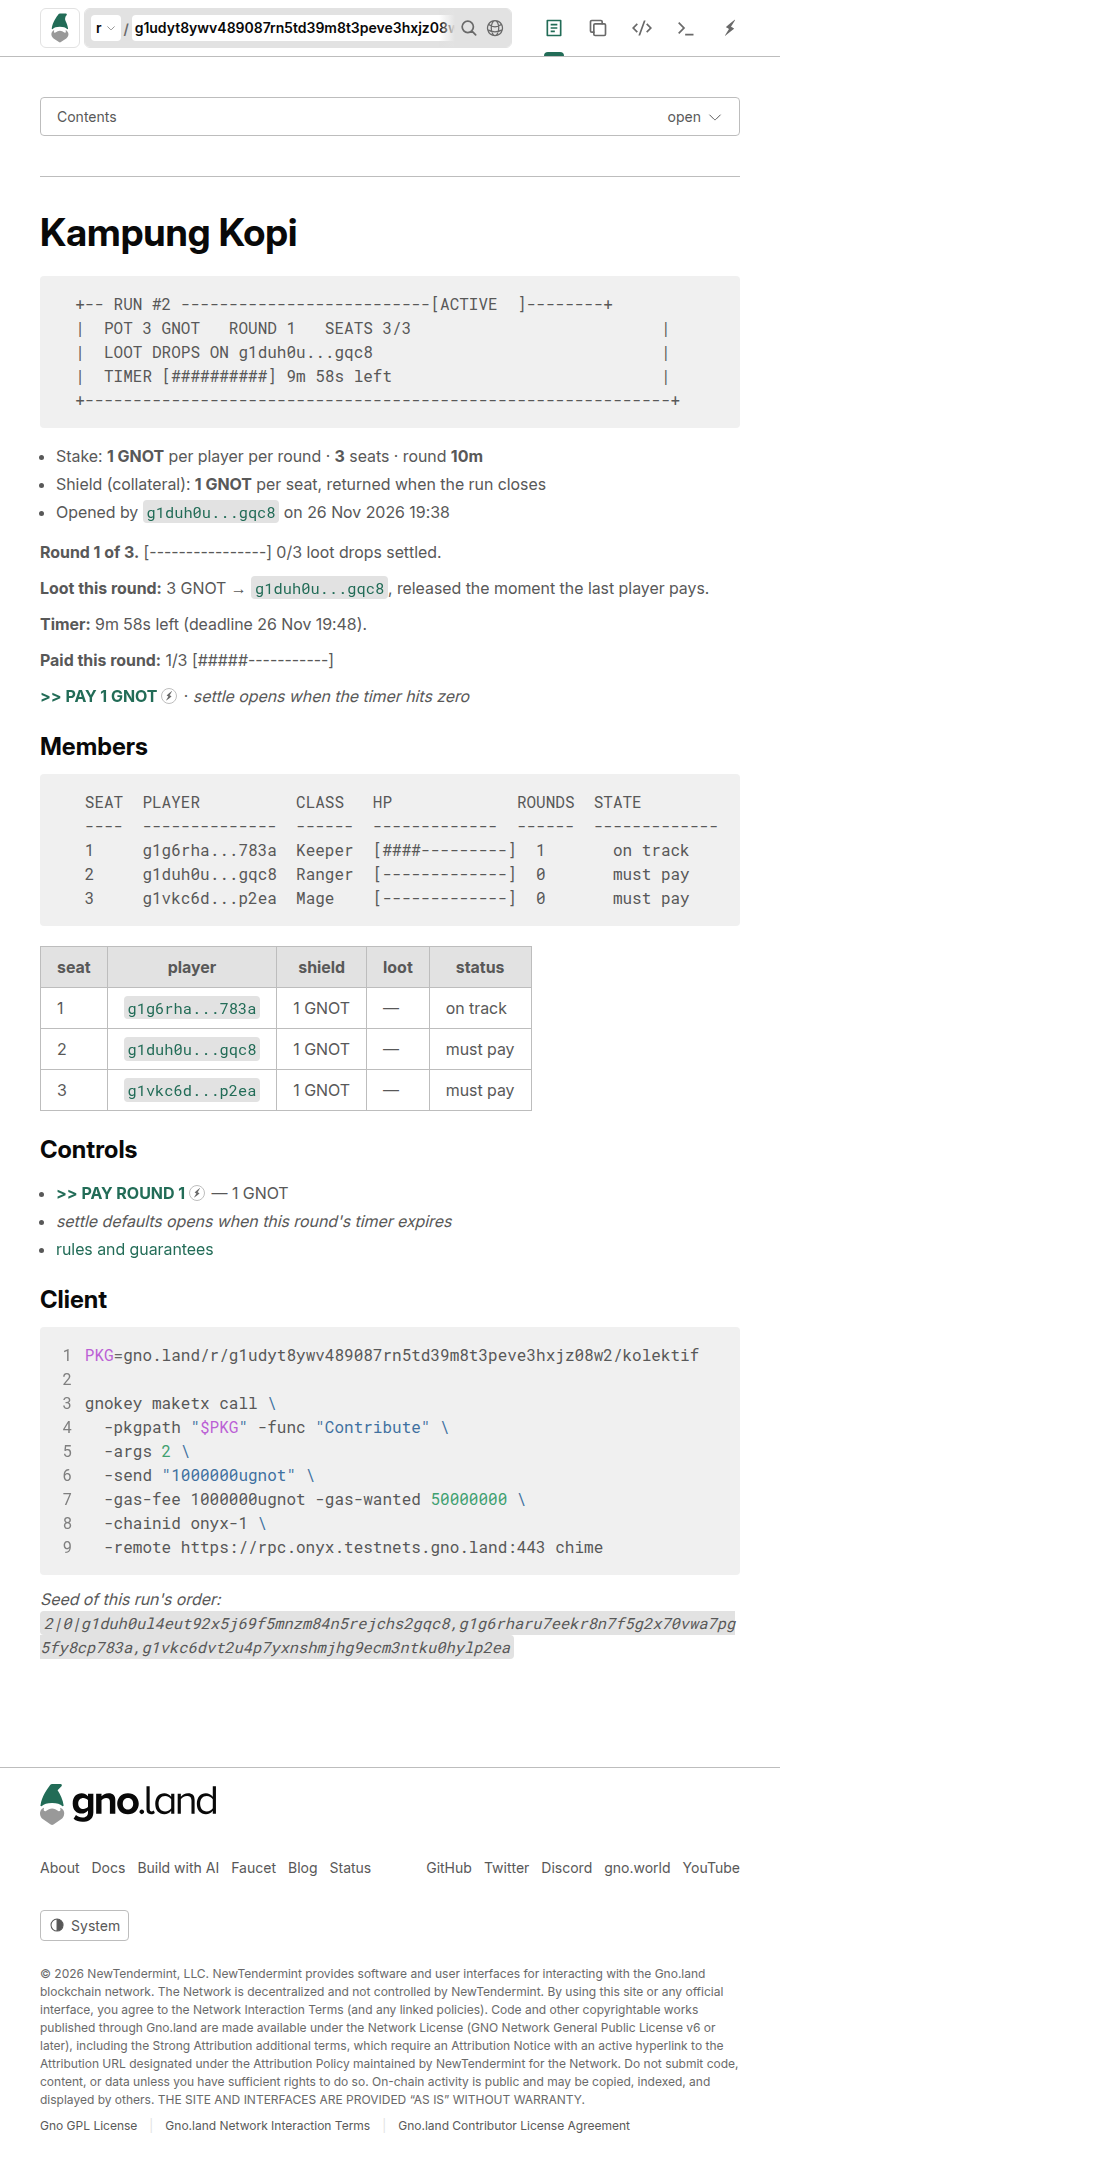 r / g1udyt8ywv489087rn5td39m8t3peve3hxjz08
Contents open
Kampung Kopi
+-- RUN #2 --------------------------[ACTIVE  ]--------+
|  POT 3 GNOT   ROUND 1   SEATS 3/3                          |
|  LOOT DROPS ON g1duh0u...gqc8                              |
|  TIMER [##########] 9m 58s left                            |
+-------------------------------------------------------------+
• Stake: 1 GNOT per player per round · 3 seats · round 10m
• Shield (collateral): 1 GNOT per seat, returned when the run closes
• Opened by g1duh0u...gqc8 on 26 Nov 2026 19:38
Round 1 of 3. [----------------] 0/3 loot drops settled.
Loot this round: 3 GNOT → g1duh0u...gqc8, released the moment the last player pays.
Timer: 9m 58s left (deadline 26 Nov 19:48).
Paid this round: 1/3 [#####-----------]
>> PAY 1 GNOT · settle opens when the timer hits zero
Members
SEAT  PLAYER          CLASS   HP             ROUNDS  STATE
----  --------------  ------  -------------  ------  -------------
1     g1g6rha...783a  Keeper  [####---------]  1       on track
2     g1duh0u...gqc8  Ranger  [-------------]  0       must pay
3     g1vkc6d...p2ea  Mage    [-------------]  0       must pay
seat player shield loot status
1 g1g6rha...783a 1 GNOT — on track
2 g1duh0u...gqc8 1 GNOT — must pay
3 g1vkc6d...p2ea 1 GNOT — must pay
Controls
• >> PAY ROUND 1 — 1 GNOT
• settle defaults opens when this round's timer expires
• rules and guarantees
Client
1 PKG=gno.land/r/g1udyt8ywv489087rn5td39m8t3peve3hxjz08w2/kolektif
2
3 gnokey maketx call \
4   -pkgpath "$PKG" -func "Contribute" \
5   -args 2 \
6   -send "1000000ugnot" \
7   -gas-fee 1000000ugnot -gas-wanted 50000000 \
8   -chainid onyx-1 \
9   -remote https://rpc.onyx.testnets.gno.land:443 chime
Seed of this run's order:
2|0|g1duh0ul4eut92x5j69f5mnzm84n5rejchs2gqc8,g1g6rharu7eekr8n7f5g2x70vwa7pg
5fy8cp783a,g1vkc6dvt2u4p7yxnshmjhg9ecm3ntku0hylp2ea
gno.land
About Docs Build with AI Faucet Blog Status GitHub Twitter Discord gno.world YouTube
System
© 2026 NewTendermint, LLC. NewTendermint provides software and user interfaces for interacting with the Gno.land
blockchain network. The Network is decentralized and not controlled by NewTendermint. By using this site or any official
interface, you agree to the Network Interaction Terms (and any linked policies). Code and other copyrightable works
published through Gno.land are made available under the Network License (GNO Network General Public License v6 or
later), including the Strong Attribution additional terms, which require an Attribution Notice with an active hyperlink to the
Attribution URL designated under the Attribution Policy maintained by NewTendermint for the Network. Do not submit code,
content, or data unless you have sufficient rights to do so. On-chain activity is public and may be copied, indexed, and
displayed by others. THE SITE AND INTERFACES ARE PROVIDED “AS IS” WITHOUT WARRANTY.
Gno GPL License | Gno.land Network Interaction Terms | Gno.land Contributor License Agreement